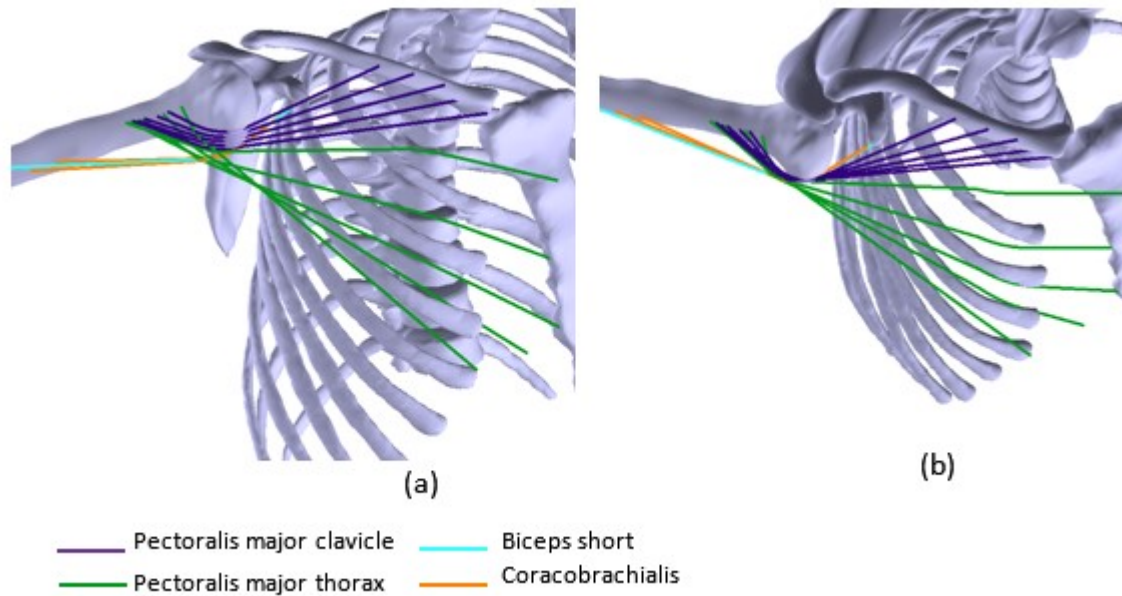 (a)
(b)
Pectoralis major clavicle
Biceps short
Pectoralis major thorax
Coracobrachialis